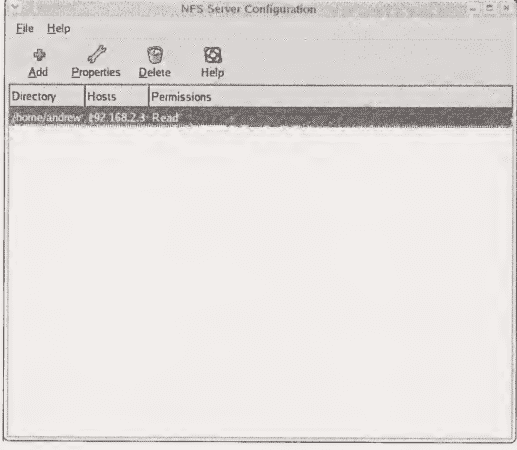 NFS Server Configuration
File Help
Add Properties Delete Help
Directory Hosts Permissions
/home/andrew 192.168.2.3 Read